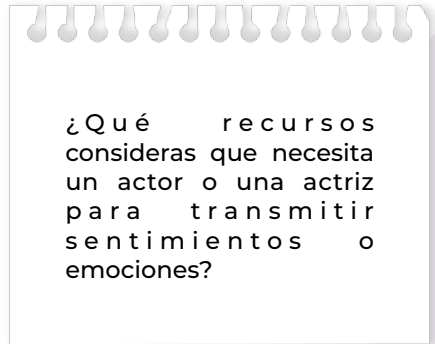 ¿Qué recursos
consideras que necesita
un actor o una actriz
para transmitir
sentimientos o
emociones?